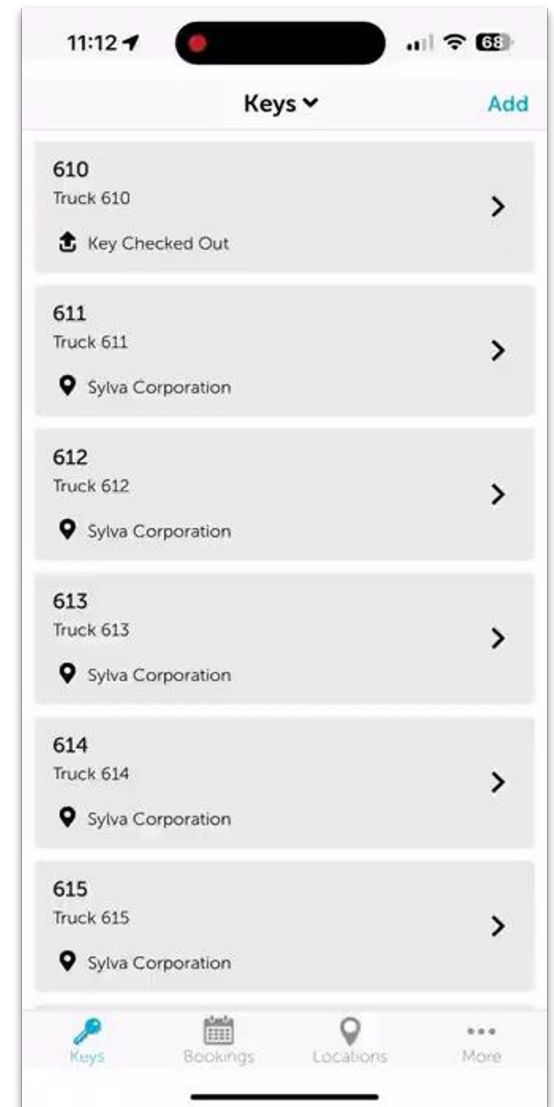 11:12
68
Keys
Add
610
Truck 610
Key Checked Out
611
Truck 611
Sylva Corporation
612
Truck 612
Sylva Corporation
613
Truck 613
Sylva Corporation
614
Truck 614
Sylva Corporation
615
Truck 615
Sylva Corporation
Keys
Bookings
Locations
More